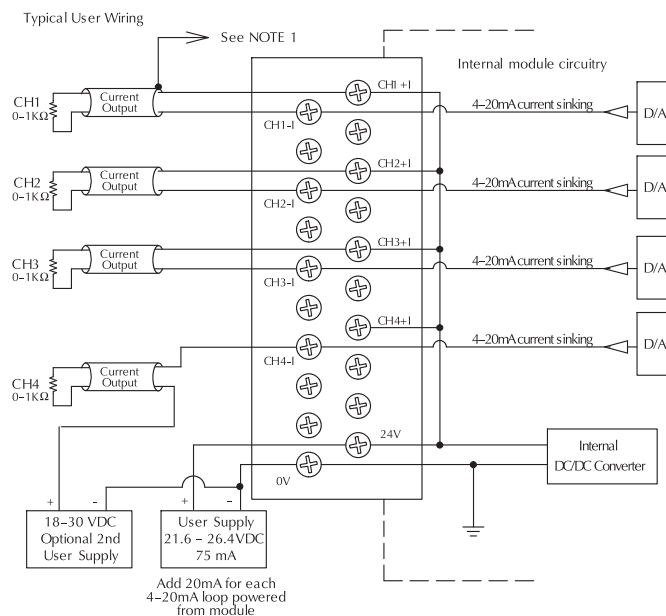 Typical User Wiring
See NOTE 1
Internal module circuitry
CH1
0–1KΩ
Current
Output
CH1+I
CH1–I
4–20mA current sinking
D/A
CH2
0–1KΩ
Current
Output
CH2+I
CH2–I
4–20mA current sinking
D/A
CH3
0–1KΩ
Current
Output
CH3+I
CH3–I
4–20mA current sinking
D/A
CH4+I
CH4–I
4–20mA current sinking
D/A
CH4
0–1KΩ
Current
Output
24V
0V
Internal
DC/DC Converter
+ -
18–30 VDC
Optional 2nd
User Supply
+ -
User Supply
21.6 – 26.4VDC
75 mA
Add 20mA for each
4–20mA loop powered
from module